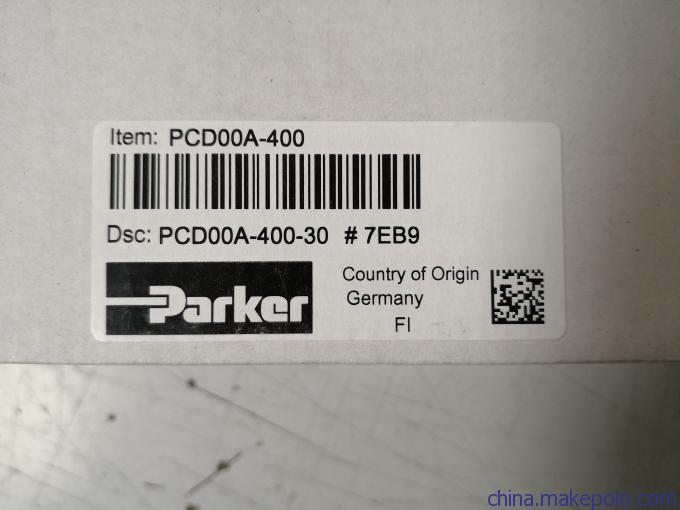 Item: PCD00A-400
Dsc: PCD00A-400-30 # 7EB9
Parker
Country of Origin
Germany
FI
china.makepolo.com